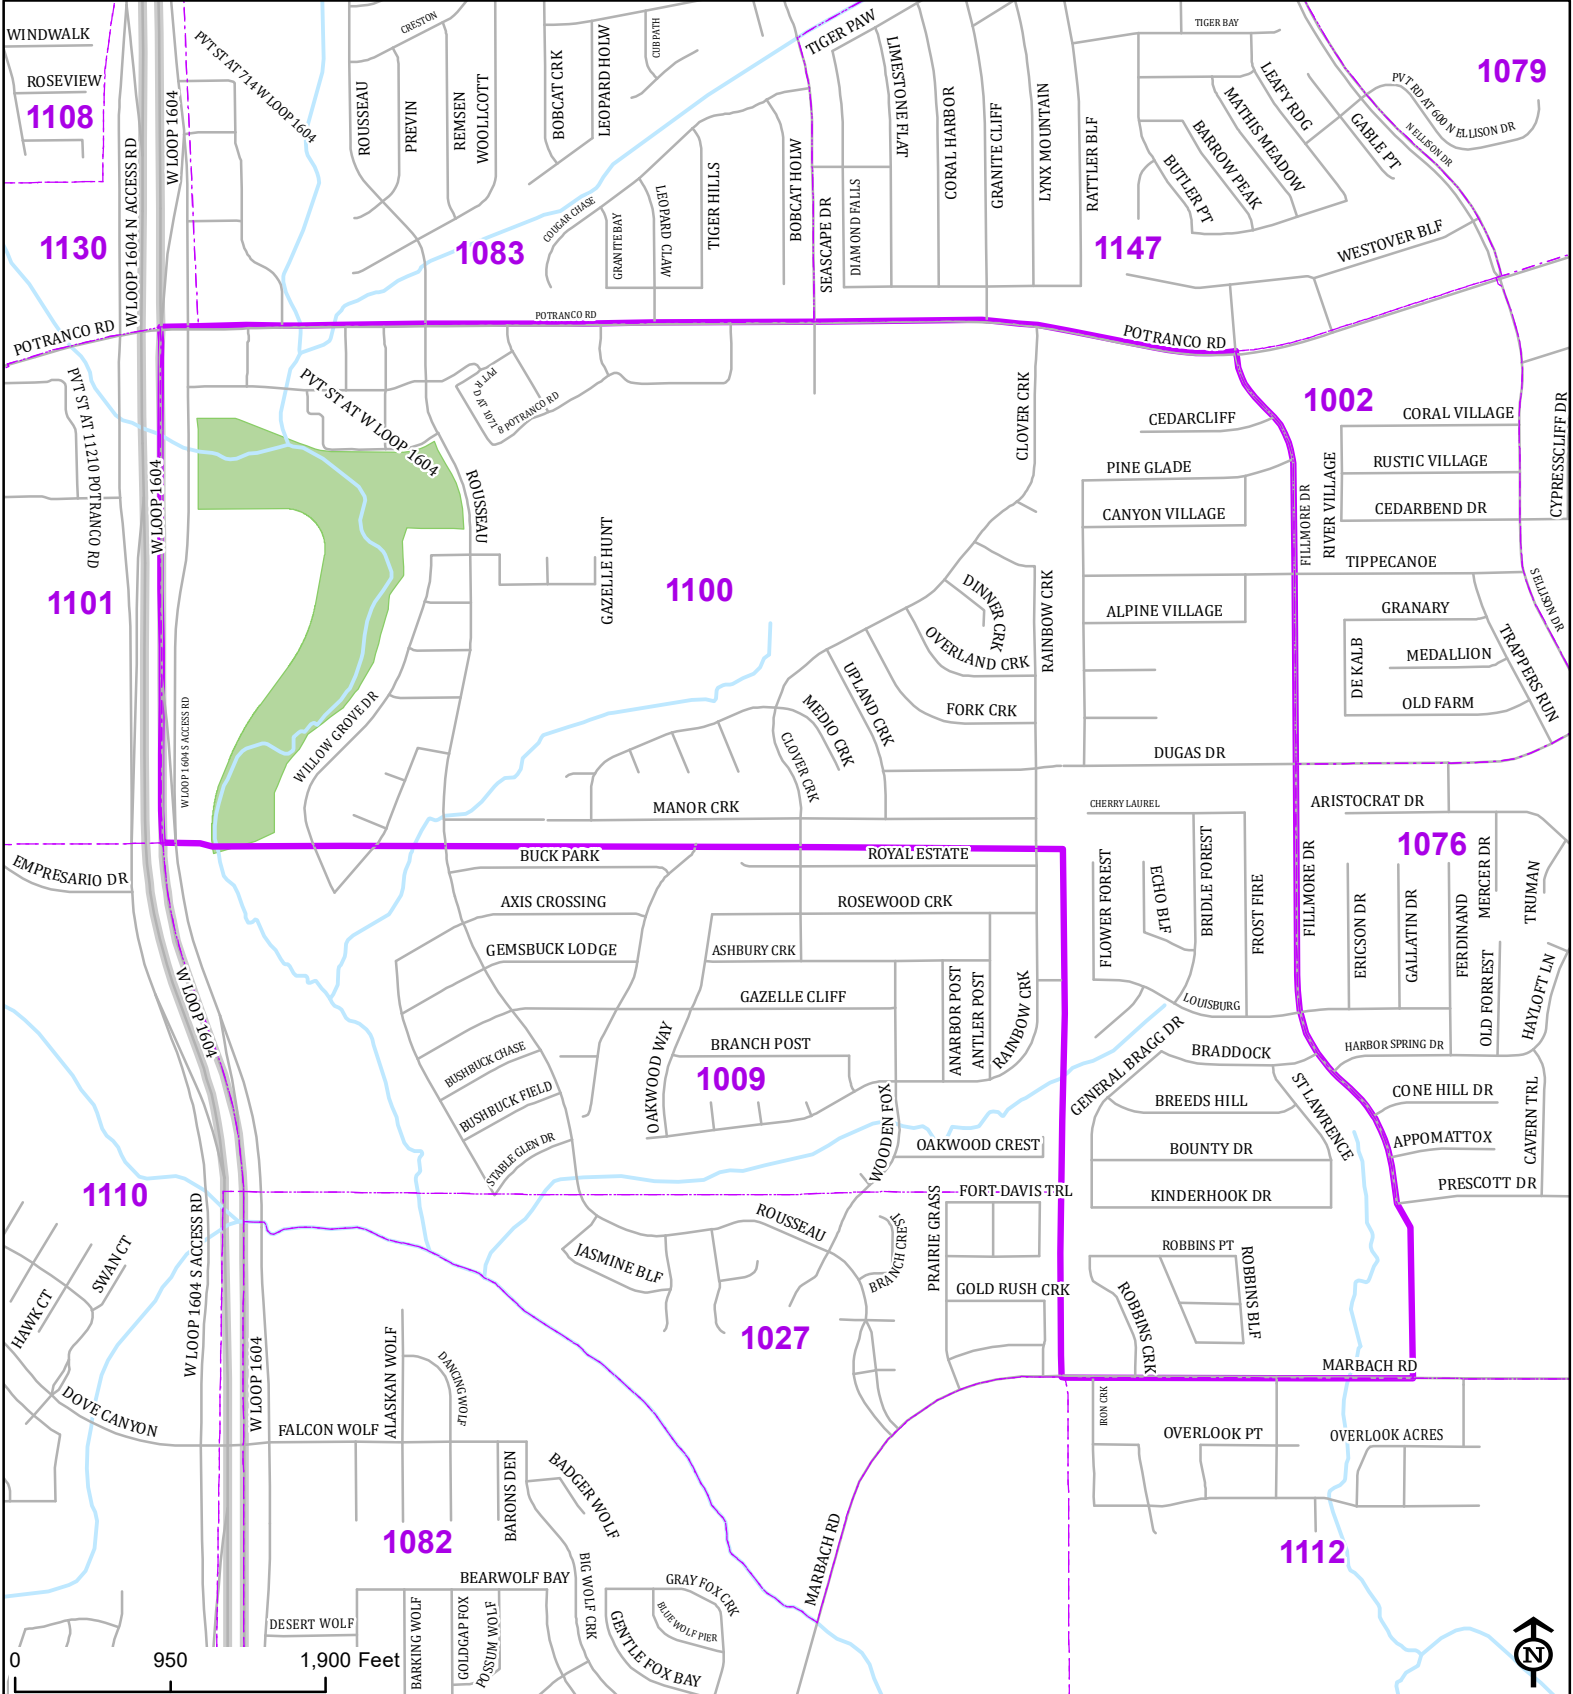 WINDWALK
ROSEVIEW
1108
PVT ST AT 714 W LOOP 1604
W LOOP 1604
W LOOP 1604 N ACCESS RD
1130
POTRANCO RD
CRESTON
ROUSSEAU
PREVIN
REMSEN
WOOLLCOTT
BOBCAT CRK
LEOPARD HOLW
CUB PATH
TIGER PAW
1083
COUGAR CHASE
GRANITE BAY
LEOPARD CLAW
TIGER HILLS
BOBCAT HOLW
SEASCAPE DR
DIAMOND FALLS
LIMESTONE FLAT
CORAL HARBOR
GRANITE CLIFF
LYNX MOUNTAIN
RATTLER BLF
TIGER BAY
LEAFY RDG
MATHIS MEADOW
BARROW PEAK
BUTLER PT
GABLE PT
1079
PVT RD AT 600 N ELLISON DR
N ELLISON DR
1147
WESTOVER BLF
POTRANCO RD
POTRANCO RD
PVT ST AT 11210 POTRANCO RD
W LOOP 1604
1101
PVT ST AT W LOOP 1604
PVT RD AT 10718 POTRANCO RD
ROUSSEAU
GAZELLE HUNT
1100
CLOVER CRK
CEDARCLIFF
PINE GLADE
CANYON VILLAGE
ALPINE VILLAGE
1002
FILLMORE DR
RIVER VILLAGE
CORAL VILLAGE
RUSTIC VILLAGE
CEDARBEND DR
CYPRESSCLIFF DR
TIPPECANOE
S ELLISON DR
GRANARY
DE KALB
MEDALLION
TRAPPERS RUN
OLD FARM
DINNER CRK
OVERLAND CRK
RAINBOW CRK
FORK CRK
UPLAND CRK
MEDIO CRK
CLOVER CRK
DUGAS DR
W LOOP 1604 S ACCESS RD
WILLOW GROVE DR
MANOR CRK
CHERRY LAUREL
ARISTOCRAT DR
1076
EMPRESARIO DR
BUCK PARK
ROYAL ESTATE
AXIS CROSSING
ROSEWOOD CRK
GEMSBUCK LODGE
ASHBURY CRK
GAZELLE CLIFF
FLOWER FOREST
ECHO BLF
BRIDLE FOREST
FROST FIRE
FILLMORE DR
ERICSON DR
GALLATIN DR
FERDINAND
MERCER DR
TRUMAN
OLD FORREST
HAYLOFT LN
LOUISBURG
W LOOP 1604
BUSHBUCK CHASE
BUSHBUCK FIELD
STABLE GLEN DR
OAKWOOD WAY
BRANCH POST
1009
ANARBOR POST
ANTLER POST
RAINBOW CRK
WOODEN FOX
OAKWOOD CREST
GENERAL BRAGG DR
BRADDOCK
HARBOR SPRING DR
BREEDS HILL
ST LAWRENCE
CONE HILL DR
APPOMATTOX
CAVERN TRL
BOUNTY DR
KINDERHOOK DR
PRESCOTT DR
1110
W LOOP 1604 S ACCESS RD
FORT DAVIS TRL
PRAIRIE GRASS
ROUSSEAU
JASMINE BLF
BRANCH CREST
GOLD RUSH CRK
ROBBINS PT
ROBBINS BLF
ROBBINS CRK
MARBACH RD
HAWK CT
SWAN CT
DOVE CANYON
W LOOP 1604
1027
ALASKAN WOLF
DANCING WOLF
FALCON WOLF
BARONS DEN
BADGER WOLF
1082
BEARWOLF BAY
BIG WOLF CRK
IRON CRK
OVERLOOK PT
OVERLOOK ACRES
1112
MARBACH RD
DESERT WOLF
BARKING WOLF
GOLDGAP FOX
POSSUM WOLF
GENTLE FOX BAY
GRAY FOX CRK
BLUE WOLF PIER
0 950 1,900 Feet
N